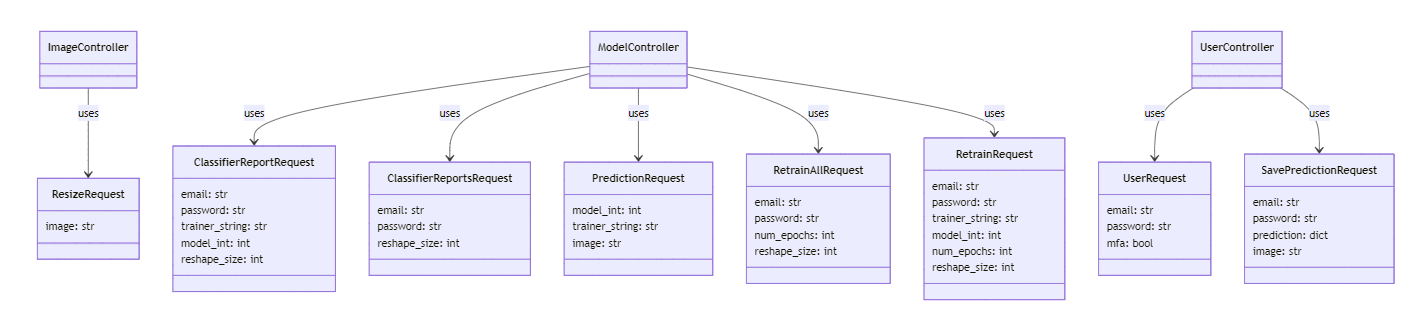 ImageController
ModelController
UserController
uses
uses
uses
uses
uses
uses
uses
uses
ResizeRequest
image: str
ClassifierReportRequest
email: str
password: str
trainer_string: str
model_int: int
reshape_size: int
ClassifierReportsRequest
email: str
password: str
reshape_size: int
PredictionRequest
model_int: int
trainer_string: str
image: str
RetrainAllRequest
email: str
password: str
num_epochs: int
reshape_size: int
RetrainRequest
email: str
password: str
trainer_string: str
model_int: int
num_epochs: int
reshape_size: int
UserRequest
email: str
password: str
mfa: bool
SavePredictionRequest
email: str
password: str
prediction: dict
image: str